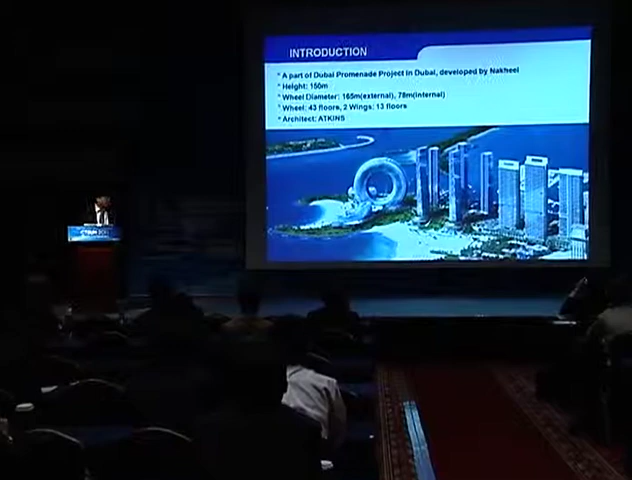 INTRODUCTION
* A part of Dubai Promenade Project in Dubai, developed by Nakheel
* Height: 150m
* Wheel Diameter: 165m(external), 78m(internal)
* Wheel: 43 floors, 2 Wings: 13 floors
* Architect: ATKINS